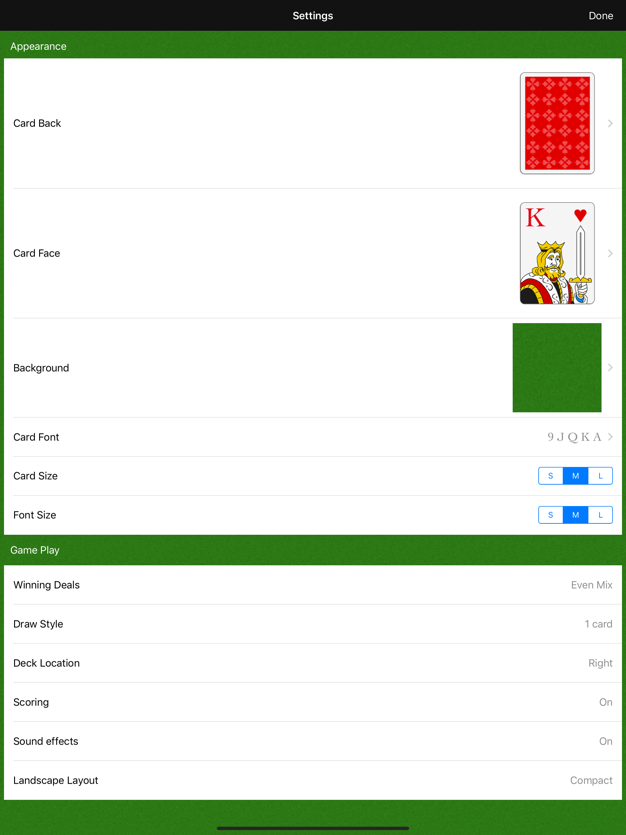 Settings
Done
Appearance
Card Back
Card Face
K
Background
Card Font
9 J Q K A
Card Size
S M L
Font Size
S M L
Game Play
Winning Deals
Even Mix
Draw Style
1 card
Deck Location
Right
Scoring
On
Sound effects
On
Landscape Layout
Compact